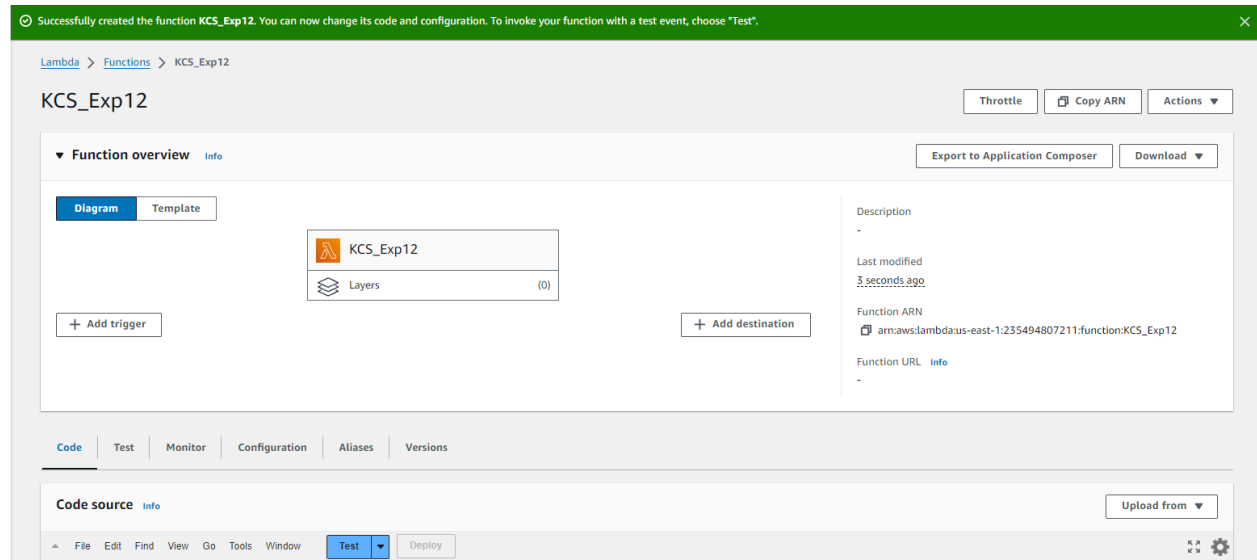 Successfully created the function KCS_Exp12. You can now change its code and configuration. To invoke your function with a test event, choose "Test".
Lambda > Functions > KCS_Exp12
KCS_Exp12
Throttle
Copy ARN
Actions
Function overview Info
Export to Application Composer
Download
Diagram
Template
KCS_Exp12
Layers (0)
+ Add trigger
+ Add destination
Description
-
Last modified
3 seconds ago
Function ARN
arn:aws:lambda:us-east-1:235494807211:function:KCS_Exp12
Function URL Info
-
Code Test Monitor Configuration Aliases Versions
Code source Info
Upload from
File Edit Find View Go Tools Window Test Deploy